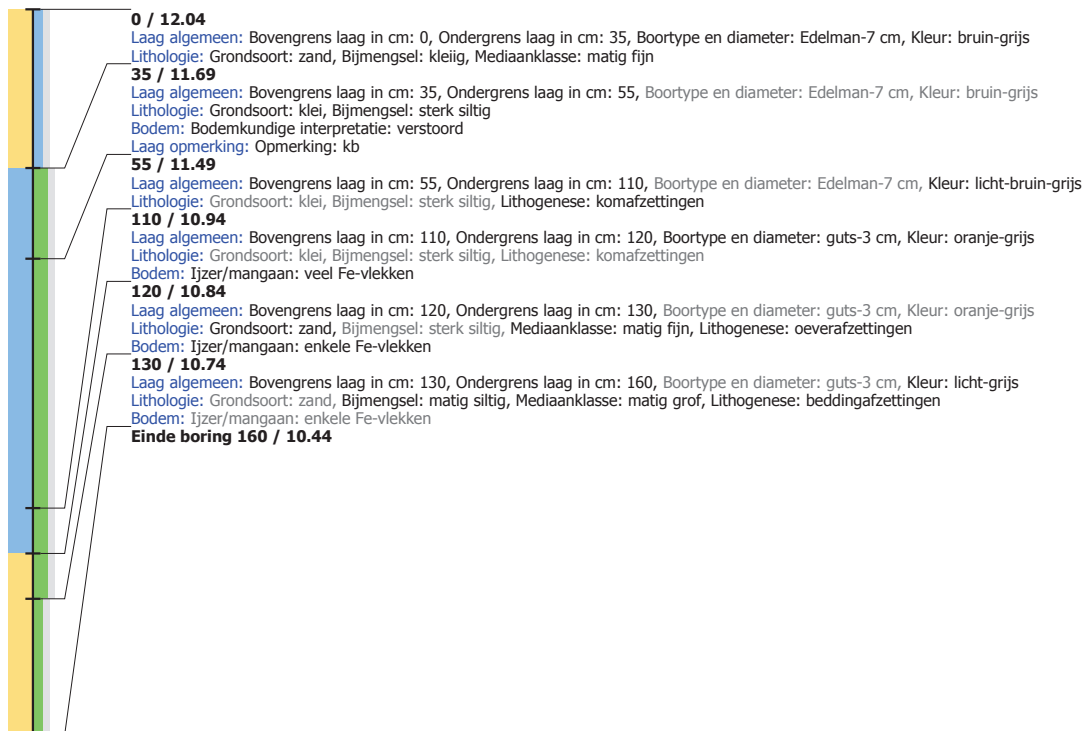 0 / 12.04
Laag algemeen: Bovengrens laag in cm: 0, Ondergrens laag in cm: 35, Boortype en diameter: Edelman-7 cm, Kleur: bruin-grijs
Lithologie: Grondsoort: zand, Bijmengsel: kleiig, Mediaanklasse: matig fijn
35 / 11.69
Laag algemeen: Bovengrens laag in cm: 35, Ondergrens laag in cm: 55, Boortype en diameter: Edelman-7 cm, Kleur: bruin-grijs
Lithologie: Grondsoort: klei, Bijmengsel: sterk siltig
Bodem: Bodemkundige interpretatie: verstoord
Laag opmerking: Opmerking: kb
55 / 11.49
Laag algemeen: Bovengrens laag in cm: 55, Ondergrens laag in cm: 110, Boortype en diameter: Edelman-7 cm, Kleur: licht-bruin-grijs
Lithologie: Grondsoort: klei, Bijmengsel: sterk siltig, Lithogenese: komafzettingen
110 / 10.94
Laag algemeen: Bovengrens laag in cm: 110, Ondergrens laag in cm: 120, Boortype en diameter: guts-3 cm, Kleur: oranje-grijs
Lithologie: Grondsoort: klei, Bijmengsel: sterk siltig, Lithogenese: komafzettingen
Bodem: Ijzer/mangaan: veel Fe-vlekken
120 / 10.84
Laag algemeen: Bovengrens laag in cm: 120, Ondergrens laag in cm: 130, Boortype en diameter: guts-3 cm, Kleur: oranje-grijs
Lithologie: Grondsoort: zand, Bijmengsel: sterk siltig, Mediaanklasse: matig fijn, Lithogenese: oeverafzettingen
Bodem: Ijzer/mangaan: enkele Fe-vlekken
130 / 10.74
Laag algemeen: Bovengrens laag in cm: 130, Ondergrens laag in cm: 160, Boortype en diameter: guts-3 cm, Kleur: licht-grijs
Lithologie: Grondsoort: zand, Bijmengsel: matig siltig, Mediaanklasse: matig grof, Lithogenese: beddingafzettingen
Bodem: Ijzer/mangaan: enkele Fe-vlekken
Einde boring 160 / 10.44